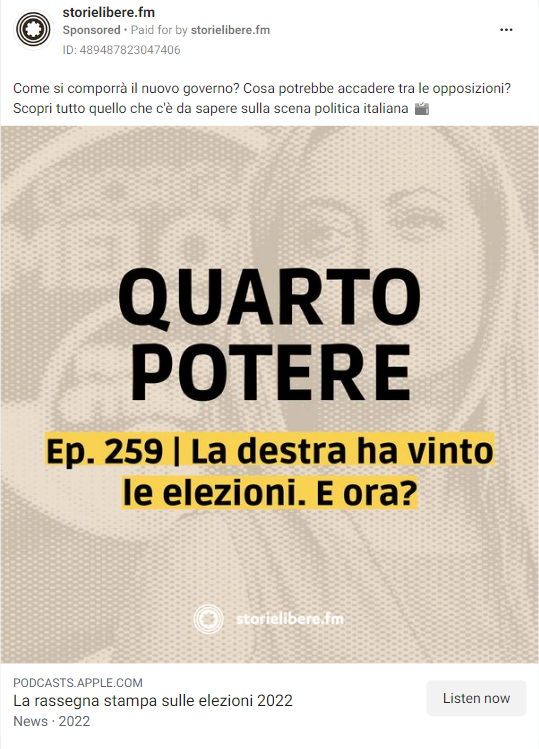 storielibere.fm
Sponsored • Paid for by storielibere.fm
ID: 489487823047406
Come si comporrà il nuovo governo? Cosa potrebbe accadere tra le opposizioni?
Scopri tutto quello che c'è da sapere sulla scena politica italiana
QUARTO
POTERE
Ep. 259 | La destra ha vinto
le elezioni. E ora?
storielibere.fm
PODCASTS.APPLE.COM
La rassegna stampa sulle elezioni 2022
News · 2022
Listen now